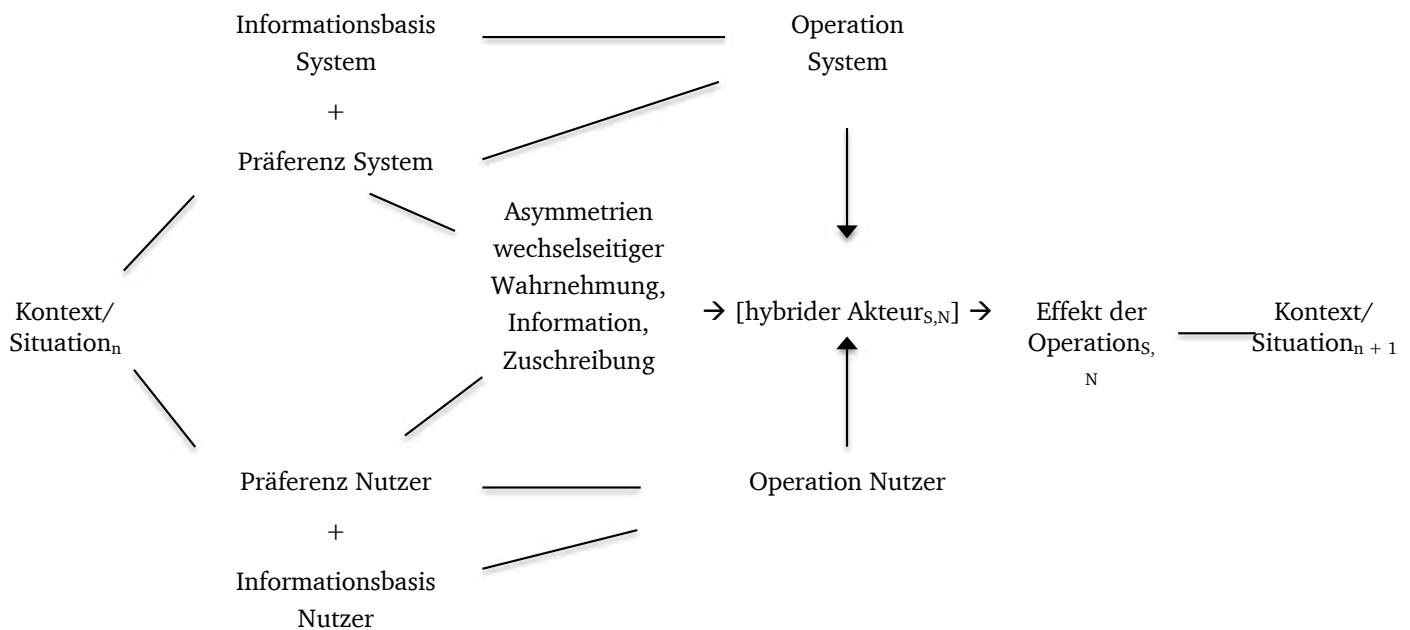 Informationsbasis
System
+
Präferenz System
Operation
System
Asymmetrien
wechselseitiger
Wahrnehmung,
Information,
Zuschreibung
Kontext/
Situationn
→ [hybrider AkteurS,N] →
Effekt der
OperationS,
N
Kontext/
Situationn + 1
Präferenz Nutzer
+
Informationsbasis
Nutzer
Operation Nutzer